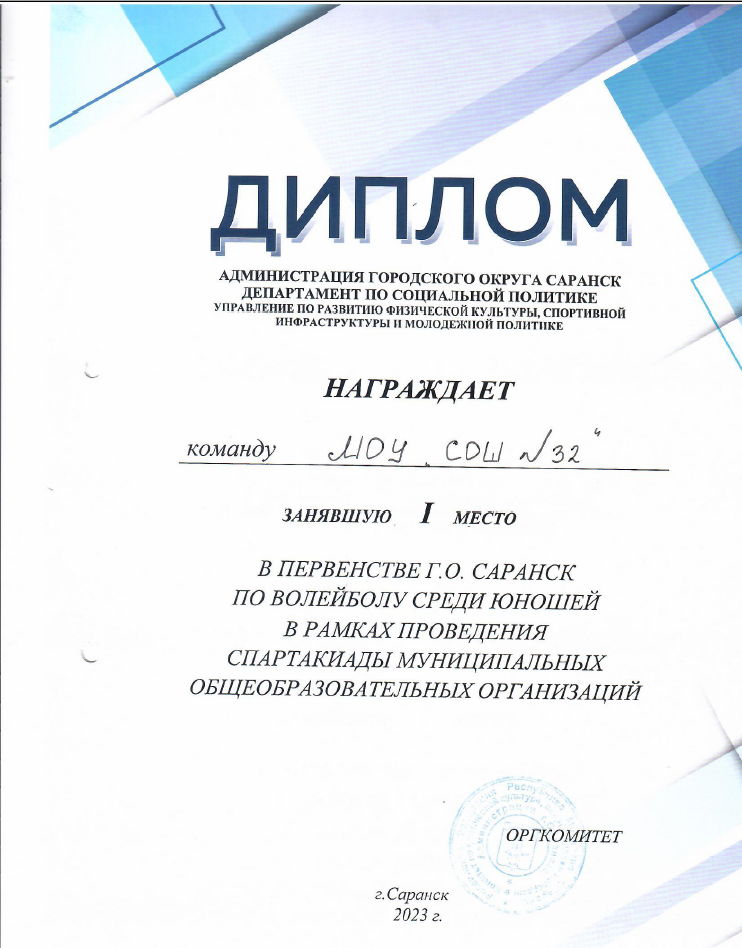 ДИПЛОМ
АДМИНИСТРАЦИЯ ГОРОДСКОГО ОКРУГА САРАНСК
ДЕПАРТАМЕНТ ПО СОЦИАЛЬНОЙ ПОЛИТИКЕ
УПРАВЛЕНИЕ ПО РАЗВИТИЮ ФИЗИЧЕСКОЙ КУЛЬТУРЫ, СПОРТИВНОЙ
ИНФРАСТРУКТУРЫ И МОЛОДЕЖНОЙ ПОЛИТИКЕ
НАГРАЖДАЕТ
команду МОУ „СОШ №32"
ЗАНЯВШУЮ I МЕСТО
В ПЕРВЕНСТВЕ Г.О. САРАНСК
ПО ВОЛЕЙБОЛУ СРЕДИ ЮНОШЕЙ
В РАМКАХ ПРОВЕДЕНИЯ
СПАРТАКИАДЫ МУНИЦИПАЛЬНЫХ
ОБЩЕОБРАЗОВАТЕЛЬНЫХ ОРГАНИЗАЦИЙ
ОРГКОМИТЕТ
г.Саранск
2023 г.